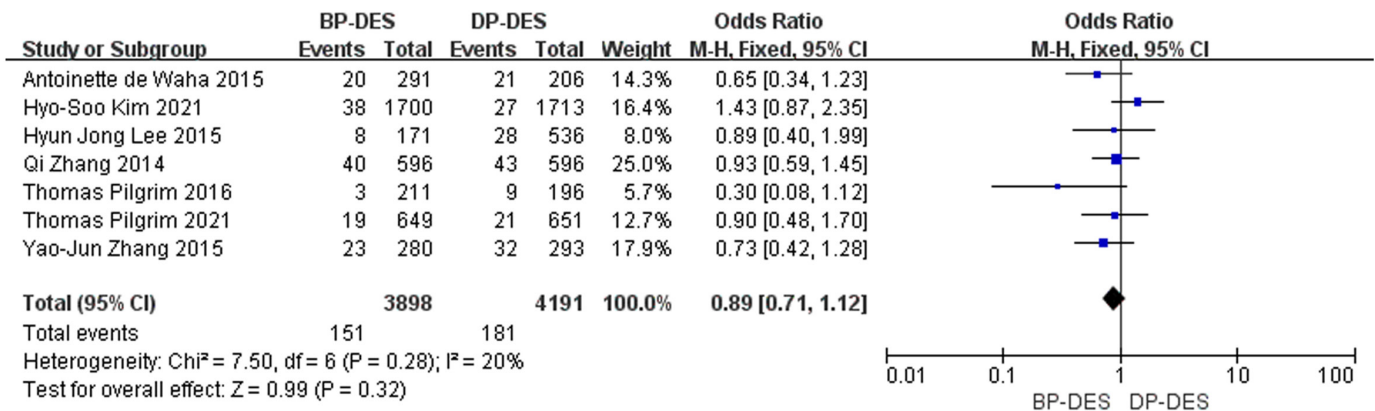 BP-DES DP-DES Odds Ratio Odds Ratio
Study or Subgroup Events Total Events Total Weight M-H, Fixed, 95% CI M-H, Fixed, 95% CI
Antoinette de Waha 2015 20 291 21 206 14.3% 0.65 [0.34, 1.23]
Hyo-Soo Kim 2021 38 1700 27 1713 16.4% 1.43 [0.87, 2.35]
Hyun Jong Lee 2015 8 171 28 536 8.0% 0.89 [0.40, 1.99]
Qi Zhang 2014 40 596 43 596 25.0% 0.93 [0.59, 1.45]
Thomas Pilgrim 2016 3 211 9 196 5.7% 0.30 [0.08, 1.12]
Thomas Pilgrim 2021 19 649 21 651 12.7% 0.90 [0.48, 1.70]
Yao-Jun Zhang 2015 23 280 32 293 17.9% 0.73 [0.42, 1.28]
Total (95% CI) 3898 4191 100.0% 0.89 [0.71, 1.12]
Total events 151 181
Heterogeneity: Chi² = 7.50, df = 6 (P = 0.28); I² = 20%
Test for overall effect: Z = 0.99 (P = 0.32)
0.01 0.1 1 10 100
BP-DES DP-DES